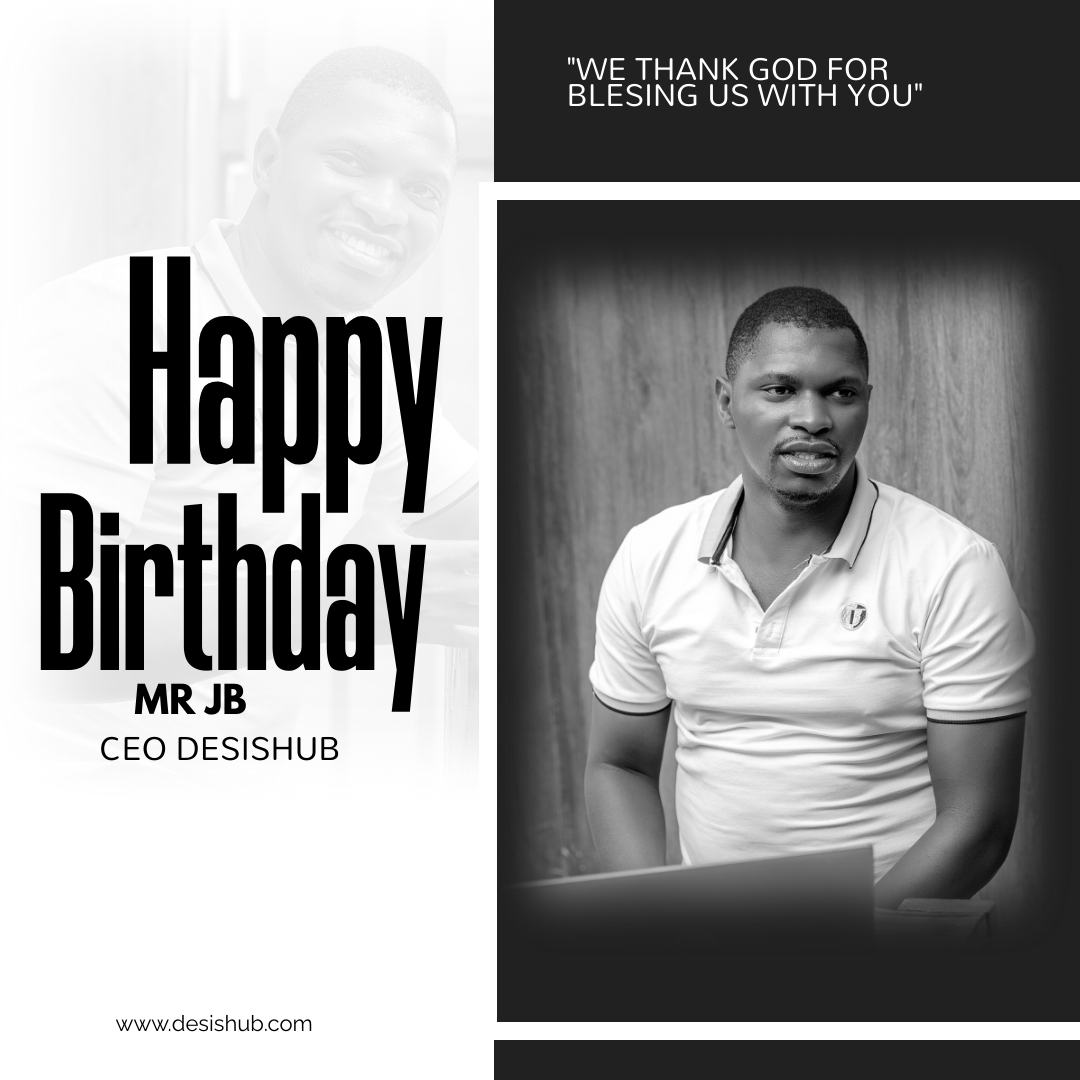 "WE THANK GOD FOR
BLESING US WITH YOU"
Happy
Birthday
MR JB
CEO DESISHUB
www.desishub.com